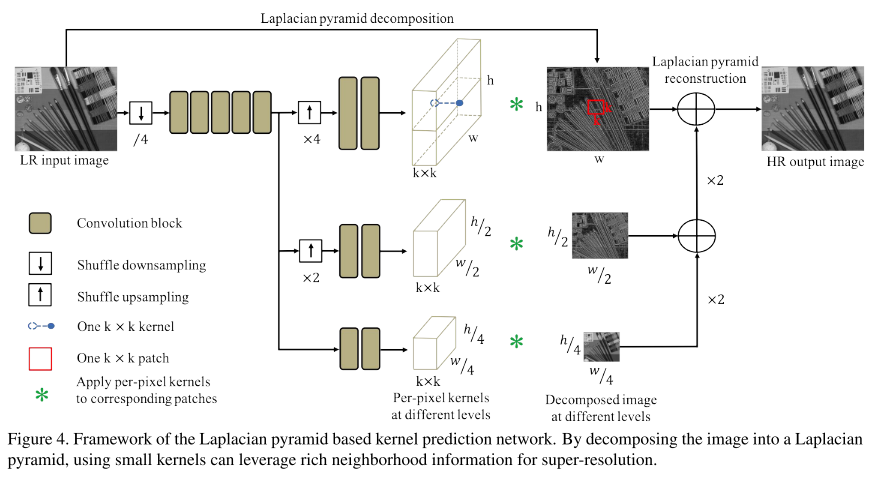 Laplacian pyramid decomposition
Laplacian pyramid
reconstruction
h
w
k×k
h
k
w
LR input image
/4
×4
HR output image
×2
Convolution block
Shuffle downsampling
Shuffle upsampling
One k × k kernel
One k × k patch
Apply per-pixel kernels
to corresponding patches
×2
h/2
w/2
k×k
h/2
w/2
×2
h/4
w/4
k×k
h/4
w/4
Per-pixel kernels
at different levels
Decomposed image
at different levels
Figure 4. Framework of the Laplacian pyramid based kernel prediction network. By decomposing the image into a Laplacian
pyramid, using small kernels can leverage rich neighborhood information for super-resolution.